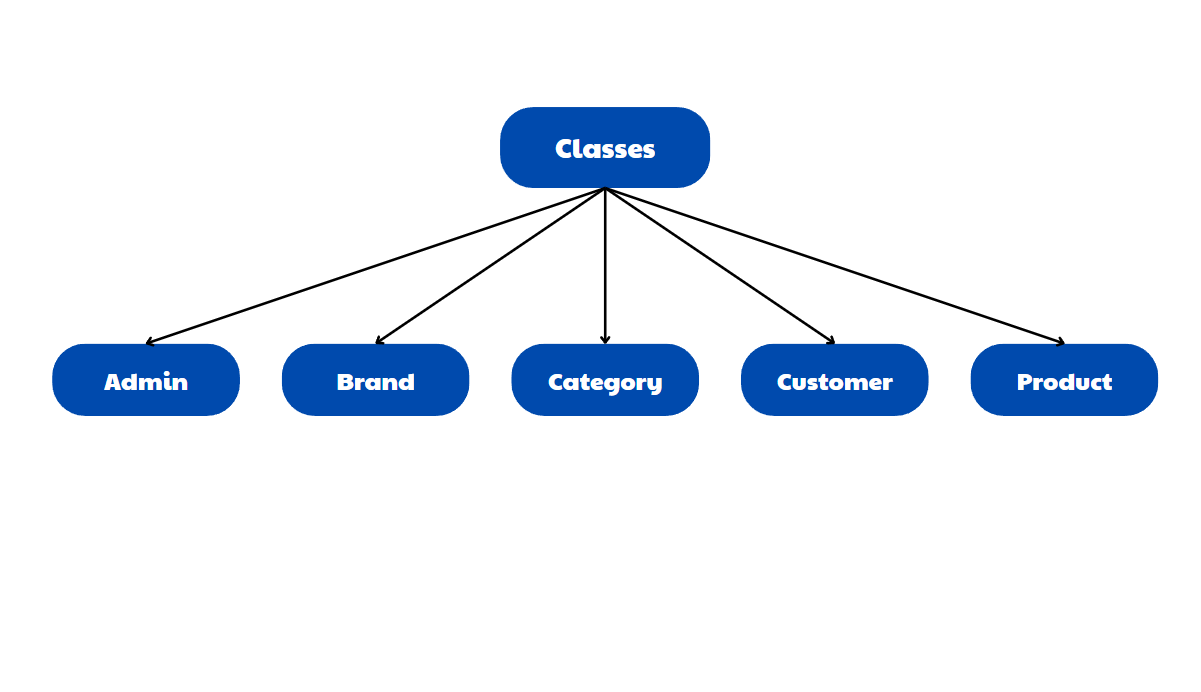 Classes
Admin
Brand
Category
Customer
Product